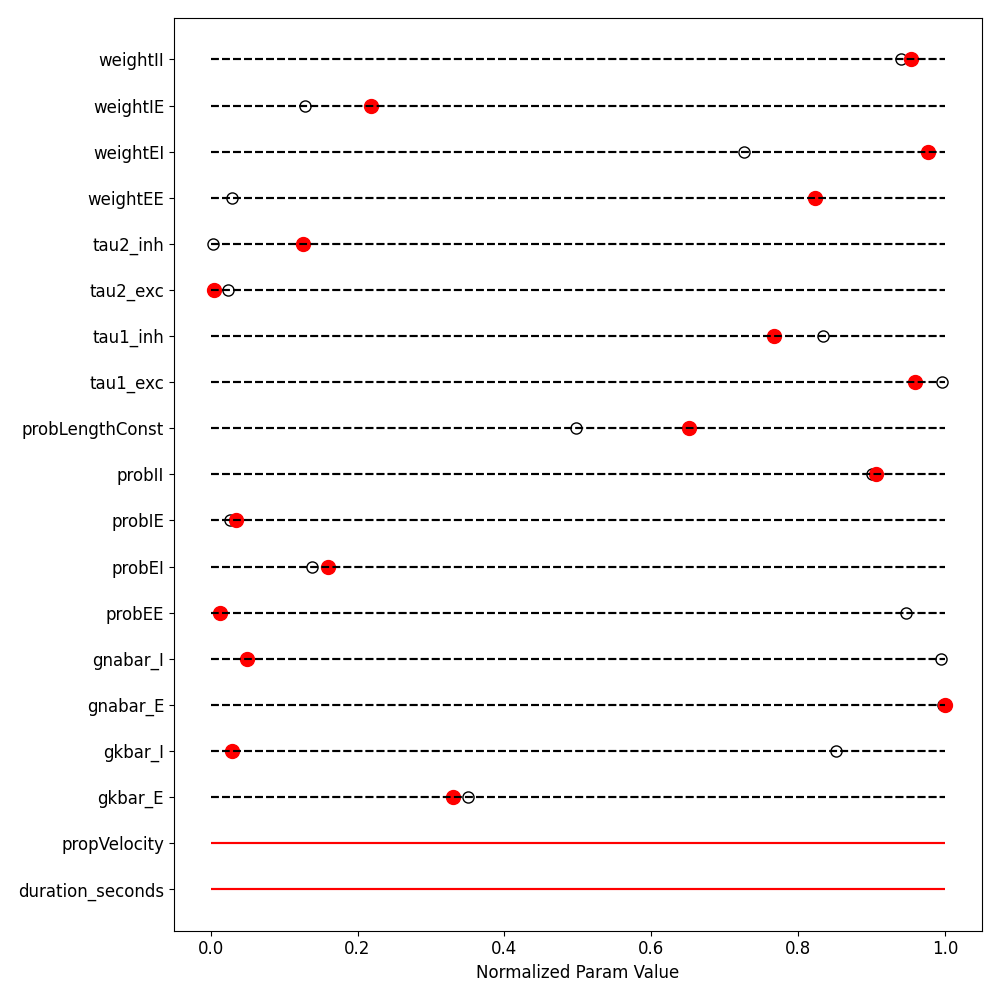 weightII
weightIE
weightEI
weightEE
tau2_inh
tau2_exc
tau1_inh
tau1_exc
probLengthConst
probII
probIE
probEI
probEE
gnabar_I
gnabar_E
gkbar_I
gkbar_E
propVelocity
duration_seconds
0.0 0.2 0.4 0.6 0.8 1.0
Normalized Param Value